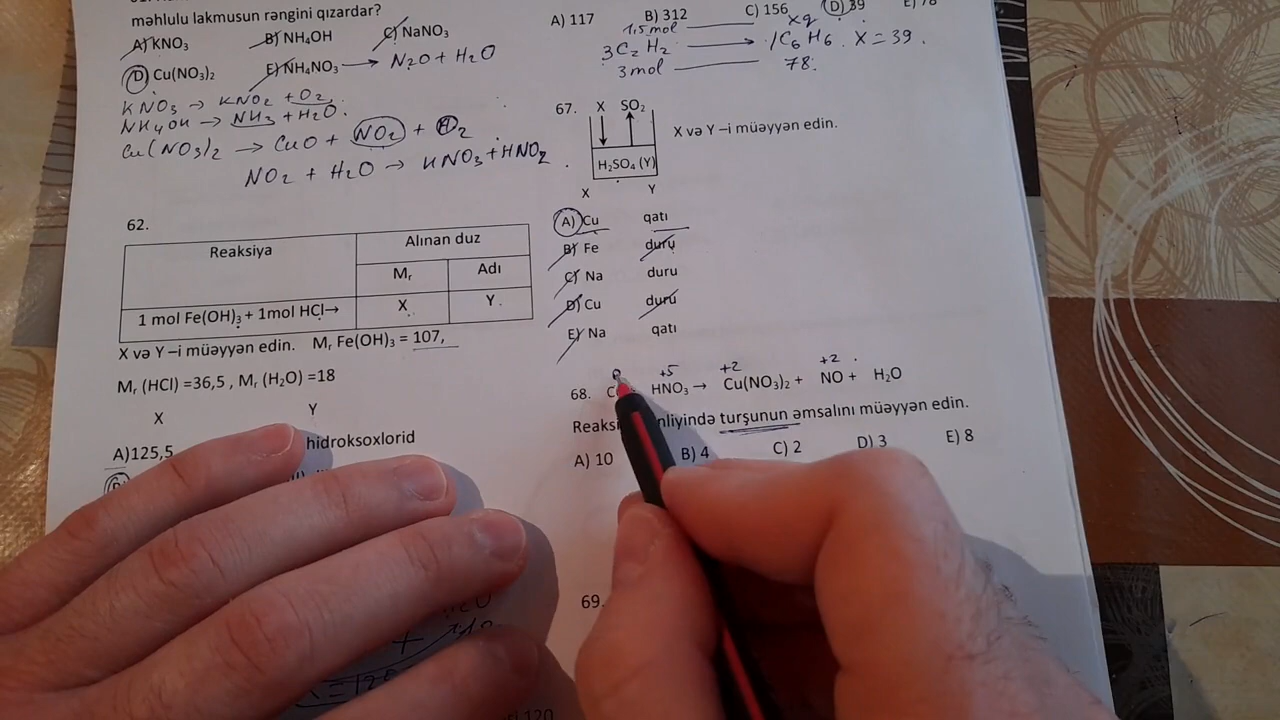 məhlulu lakmusun rəngini qızardar?
A) KNO₃ B) NH₄OH C) NaNO₃
D) Cu(NO₃)₂ E) NH₄NO₃ → N2O + H₂O
KNO₃ → KNO₂ + O₂.
NH₄OH → NH₃ + H₂O.
Cu(NO₃)₂ → CuO + NO₂ + O₂
NO₂ + H₂O → HNO₃ + HNO₂
62.
Reaksiya Alınan duz
Mᵣ Adı
1 mol Fe(OH)₃ + 1mol HCl→ X Y
X və Y –i müəyyən edin. Mᵣ Fe(OH)₃ = 107,
Mᵣ (HCl) =36,5 , Mᵣ (H₂O) =18
X Y
A)125,5 hidroksoxlorid
A) 117 B) 312 C) 156 D) 39 E) 78
1,5 mol xq
3C₂H₂ → 1C₆H₆. X = 39.
3 mol 78.
67.
X SO₂
X və Y –i müəyyən edin.
H₂SO₄ (Y)
X Y
A) Cu qatı
B) Fe duru
C) Na duru
D) Cu duru
E) Na qatı
0 +5 +2 +2
68. HNO₃ → Cu(NO₃)₂ + NO + H₂O
turşunun əmsalını müəyyən edin.
A) 10 B) 4 C) 2 D) 3 E) 8
69.